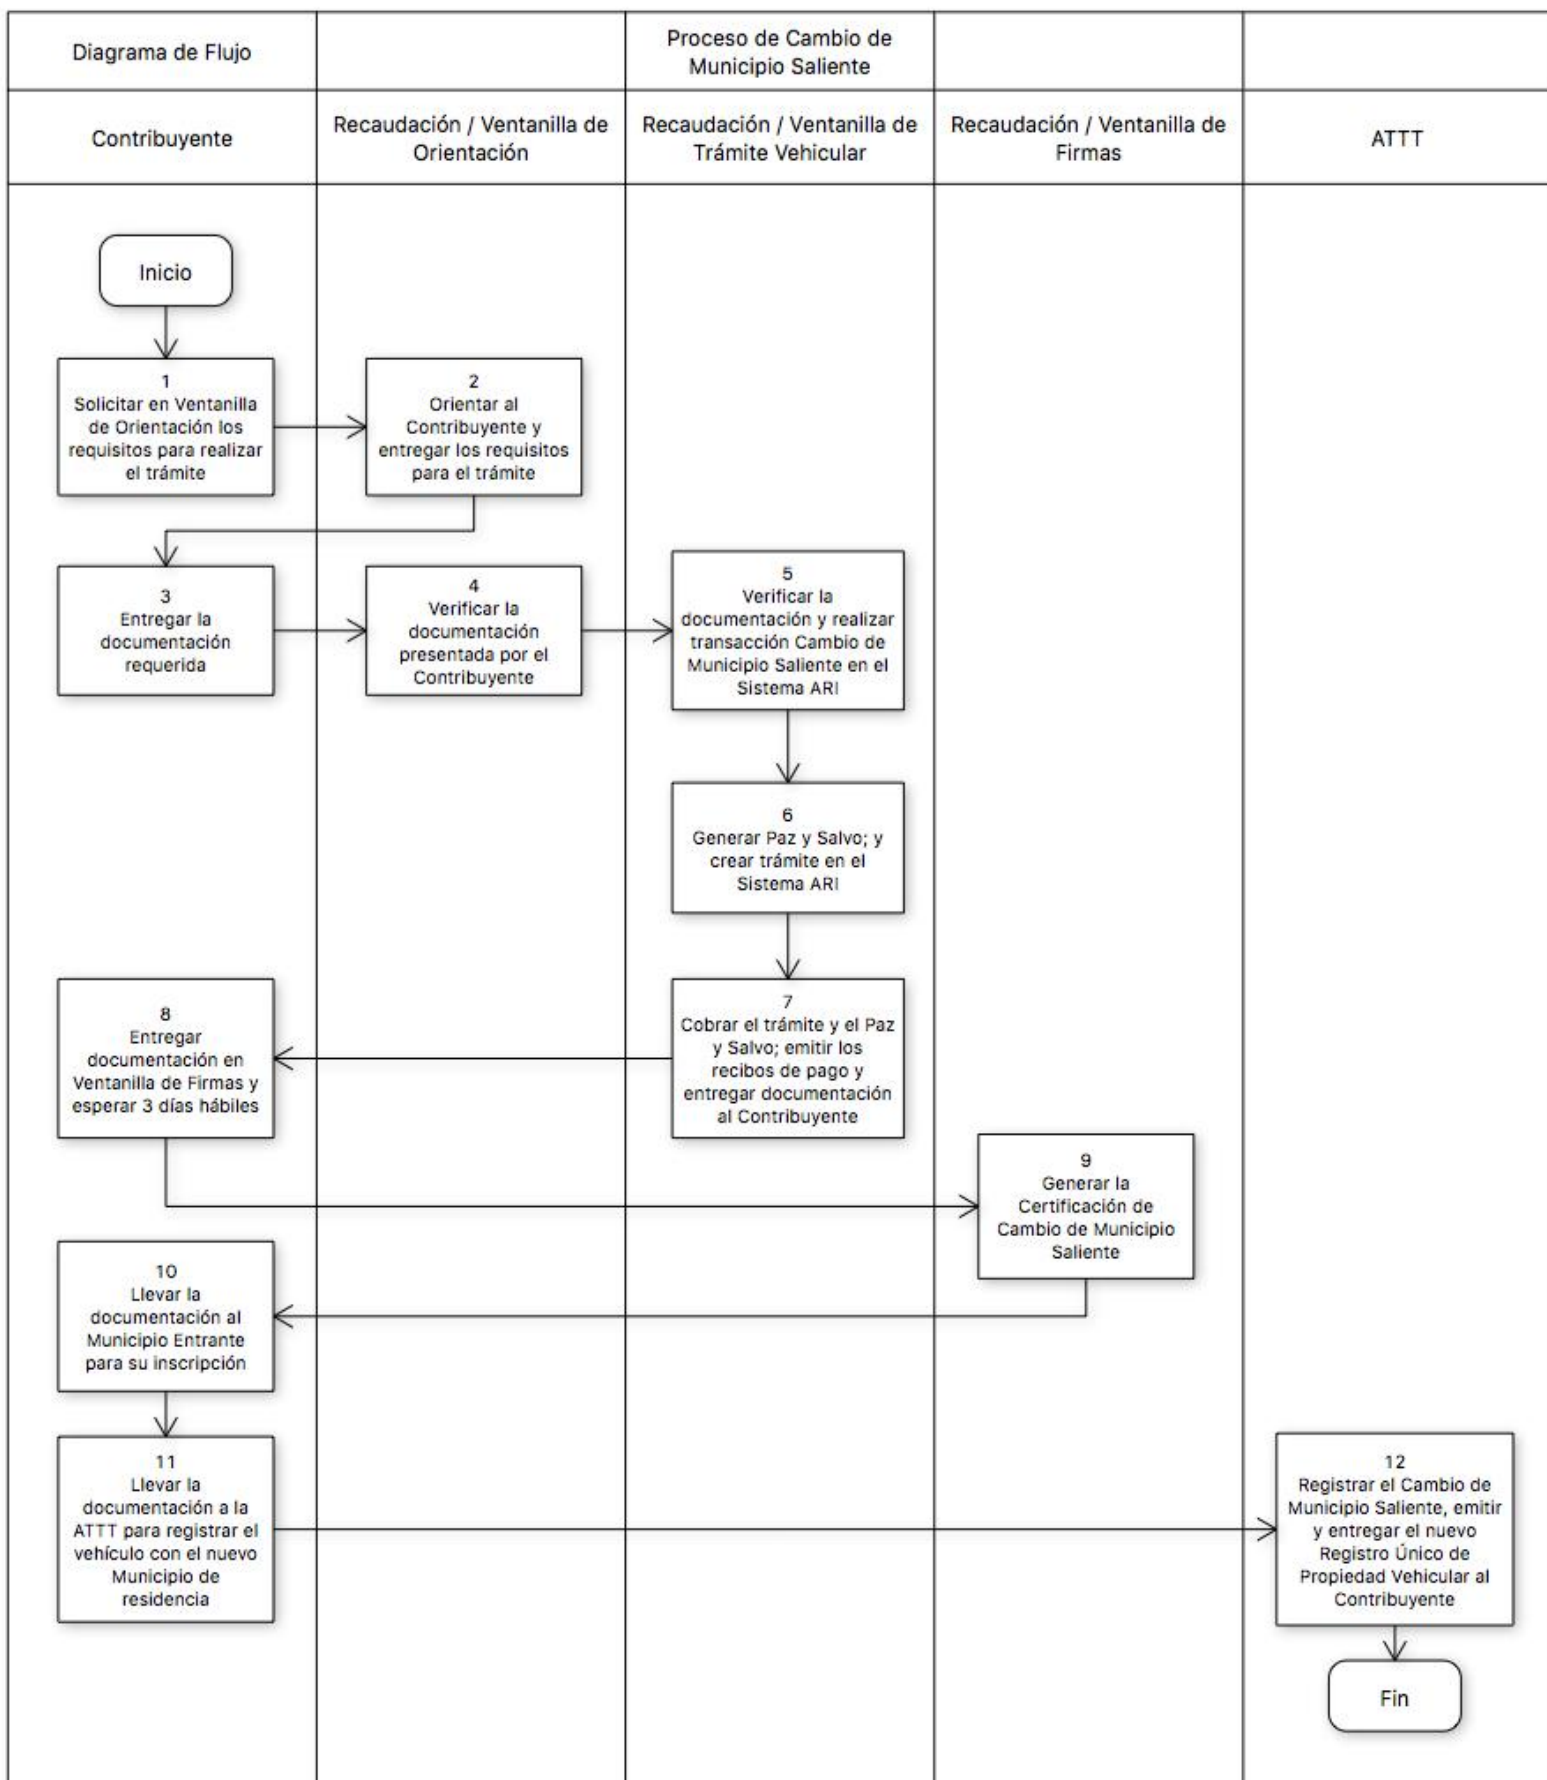 Diagrama de Flujo
Proceso de Cambio de
Municipio Saliente
Contribuyente
Recaudación / Ventanilla de
Orientación
Recaudación / Ventanilla de
Trámite Vehicular
Recaudación / Ventanilla de
Firmas
ATTT
Inicio
1
Solicitar en Ventanilla
de Orientación los
requisitos para realizar
el trámite
2
Orientar al
Contribuyente y
entregar los requisitos
para el trámite
3
Entregar la
documentación
requerida
4
Verificar la
documentación
presentada por el
Contribuyente
5
Verificar la
documentación y realizar
transacción Cambio de
Municipio Saliente en el
Sistema ARI
6
Generar Paz y Salvo; y
crear trámite en el
Sistema ARI
7
Cobrar el trámite y el Paz
y Salvo; emitir los
recibos de pago y
entregar documentación
al Contribuyente
8
Entregar
documentación en
Ventanilla de Firmas y
esperar 3 días hábiles
9
Generar la
Certificación de
Cambio de Municipio
Saliente
10
Llevar la
documentación al
Municipio Entrante
para su inscripción
11
Llevar la
documentación a la
ATTT para registrar el
vehículo con el nuevo
Municipio de
residencia
12
Registrar el Cambio de
Municipio Saliente, emitir
y entregar el nuevo
Registro Único de
Propiedad Vehicular al
Contribuyente
Fin